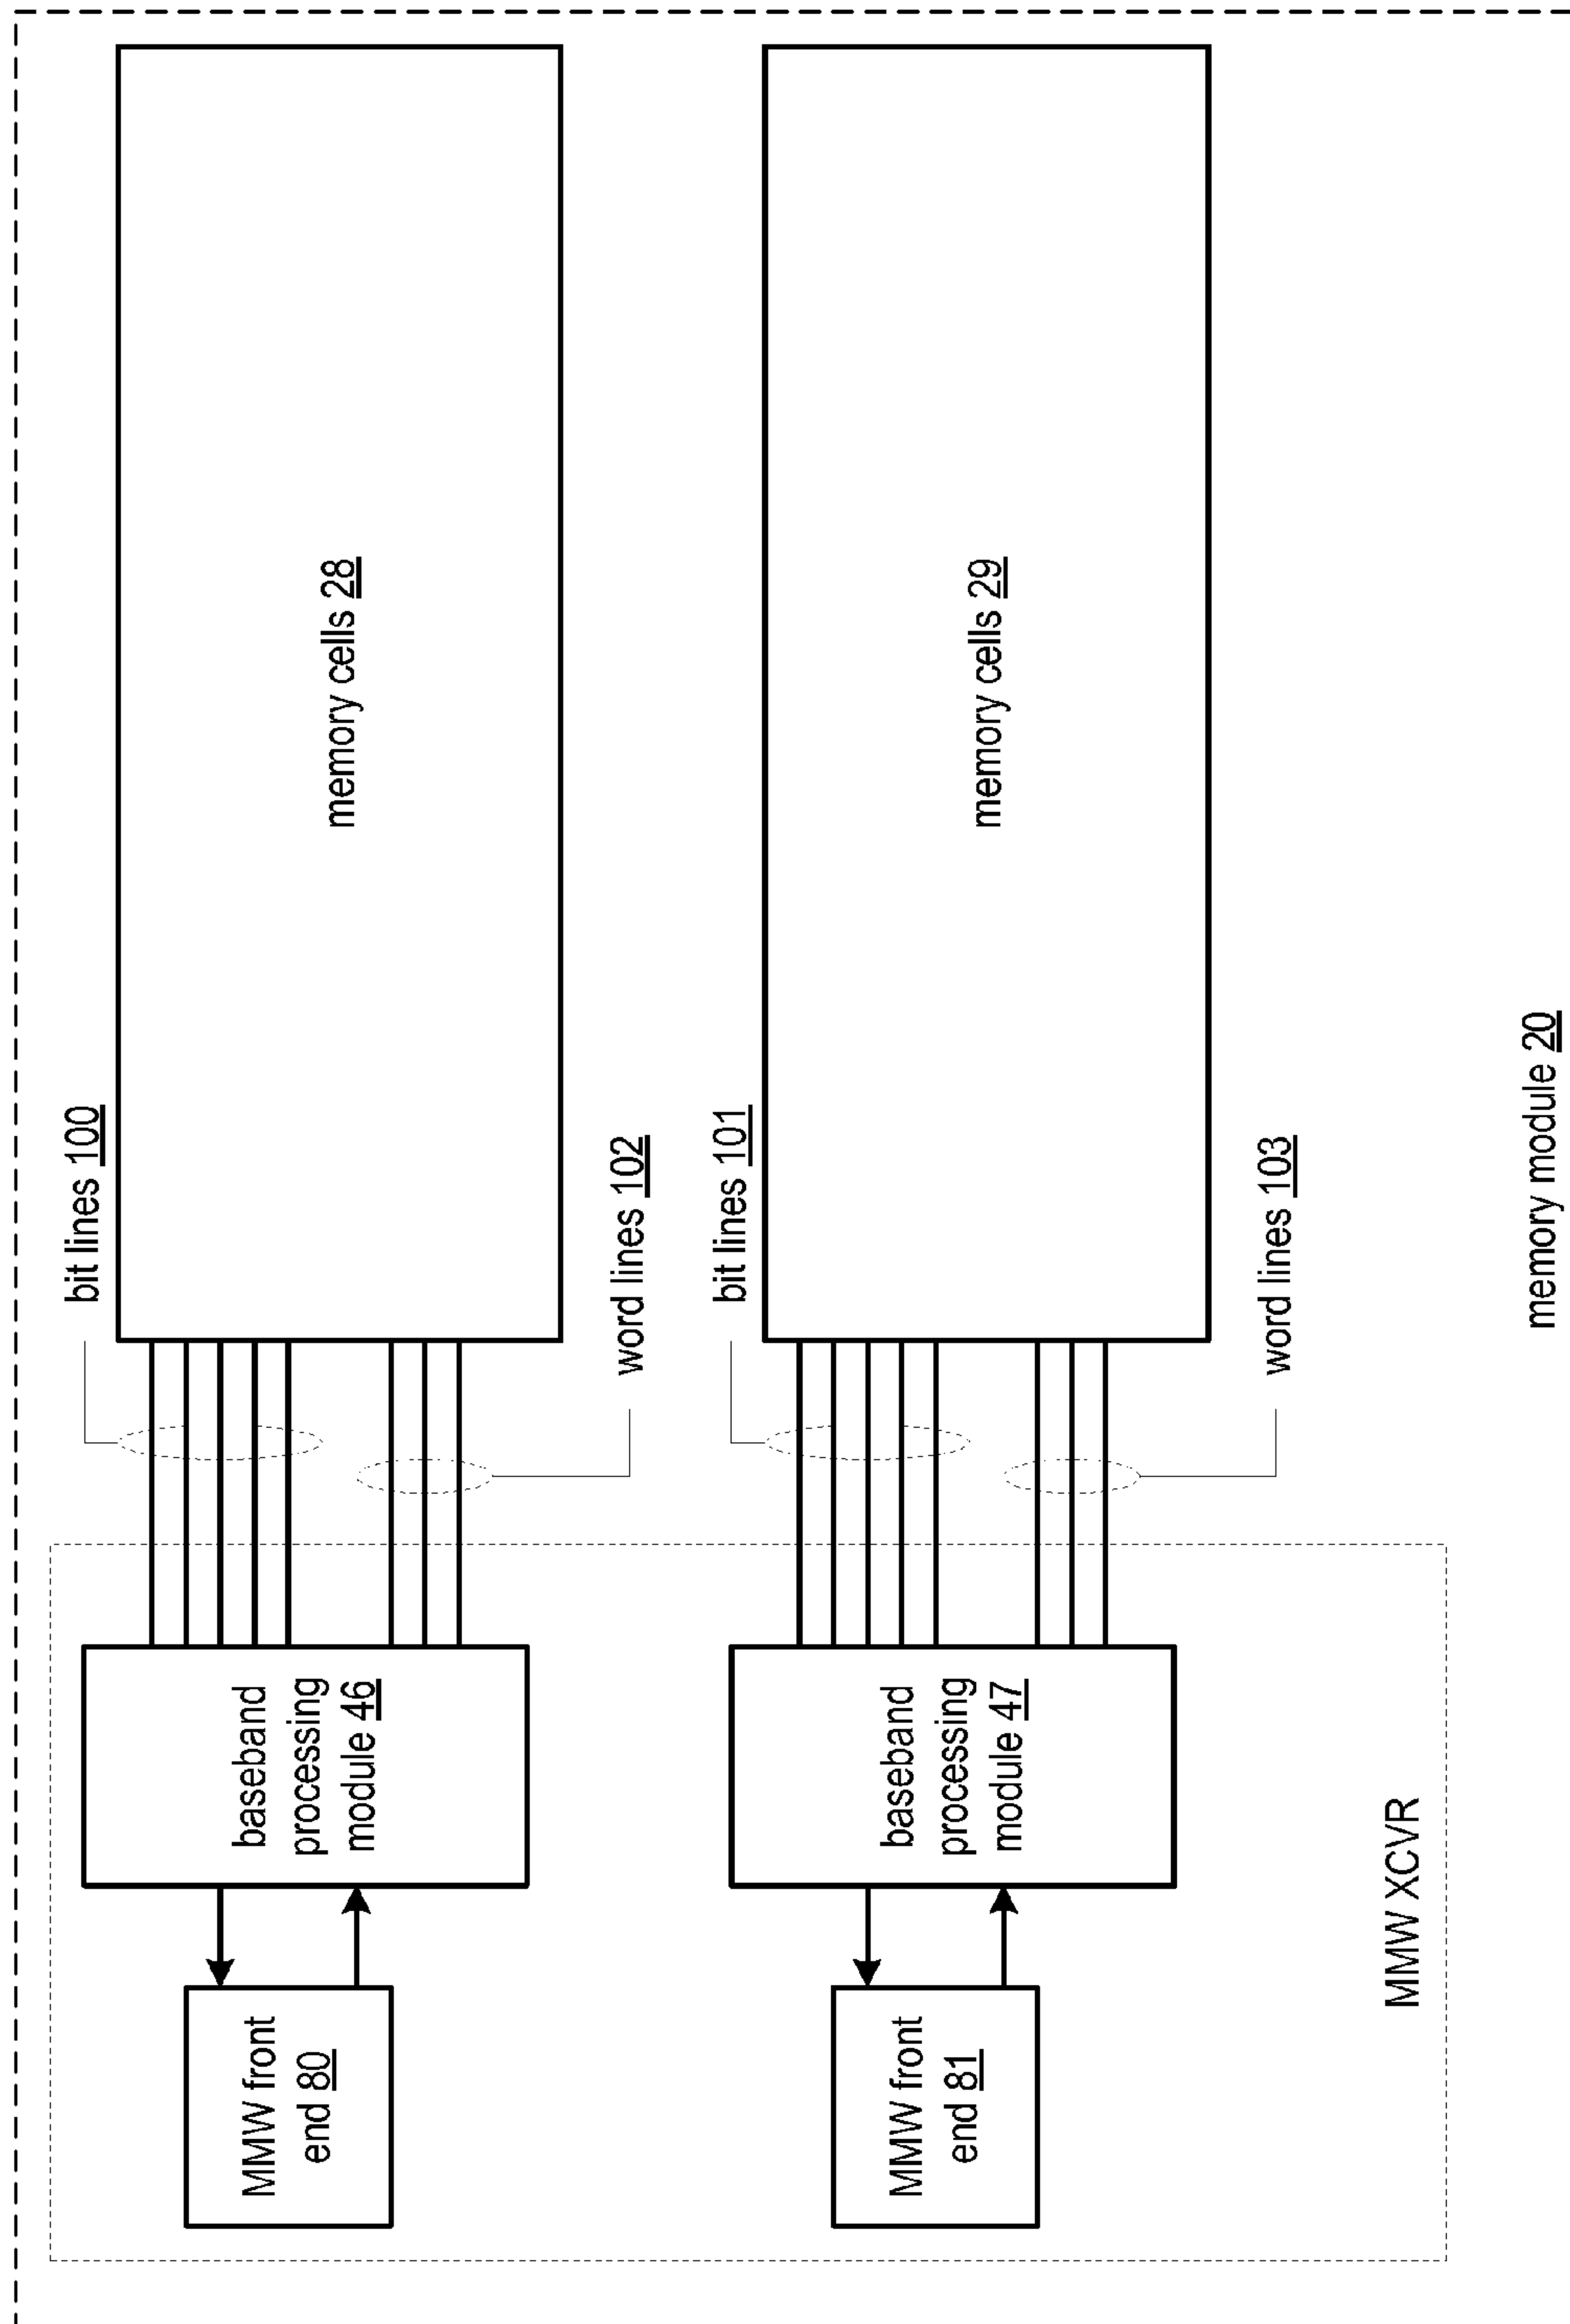 bit lines 100
memory cells 28
baseband
processing
module 46
MMW front
end 80
word lines 102
bit lines 101
memory cells 29
baseband
processing
module 47
MMW front
end 81
word lines 103
MMW XCVR
memory module 20